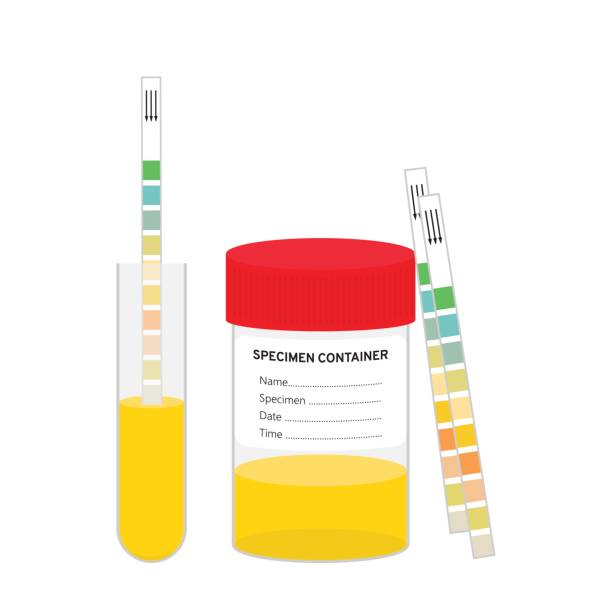 SPECIMEN CONTAINER
Name..............................
Specimen .......................
Date ...............................
Time ..............................